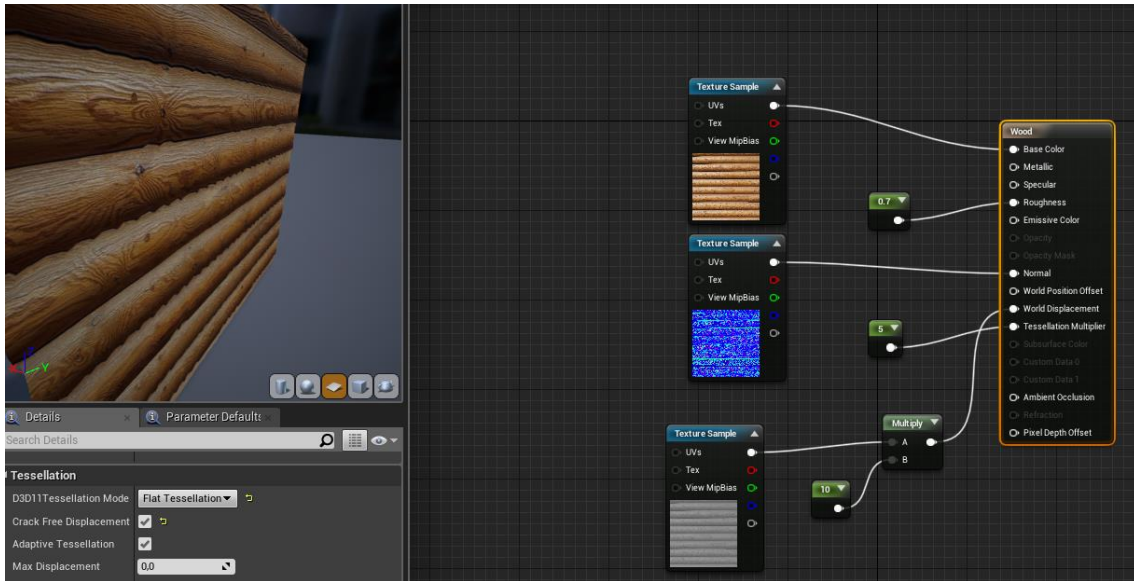 Texture Sample
UVs
Tex
View MipBias
0.7
Texture Sample
UVs
Tex
View MipBias
5
Texture Sample
UVs
Tex
View MipBias
10
Multiply
A
B
Wood
Base Color
Metallic
Specular
Roughness
Emissive Color
Opacity
Opacity Mask
Normal
World Position Offset
World Displacement
Tessellation Multiplier
Subsurface Color
Custom Data 0
Custom Data 1
Ambient Occlusion
Refraction
Pixel Depth Offset
Z
Y
Details
Parameter Defaults
Search Details
Tessellation
D3D11Tessellation Mode Flat Tessellation
Crack Free Displacement
Adaptive Tessellation
Max Displacement 0,0